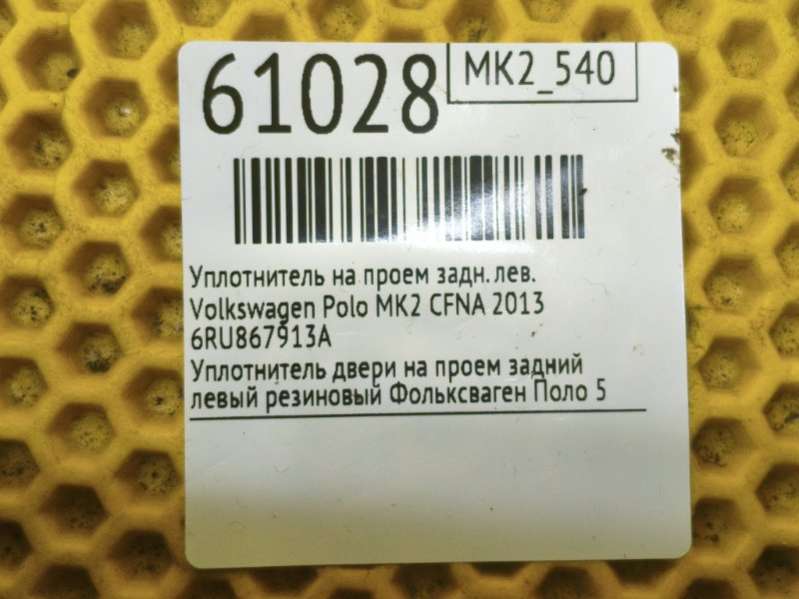 61028
MK2_540
Уплотнитель на проем задн. лев.
Volkswagen Polo MK2 CFNA 2013
6RU867913A
Уплотнитель двери на проем задний
левый резиновый Фольксваген Поло 5